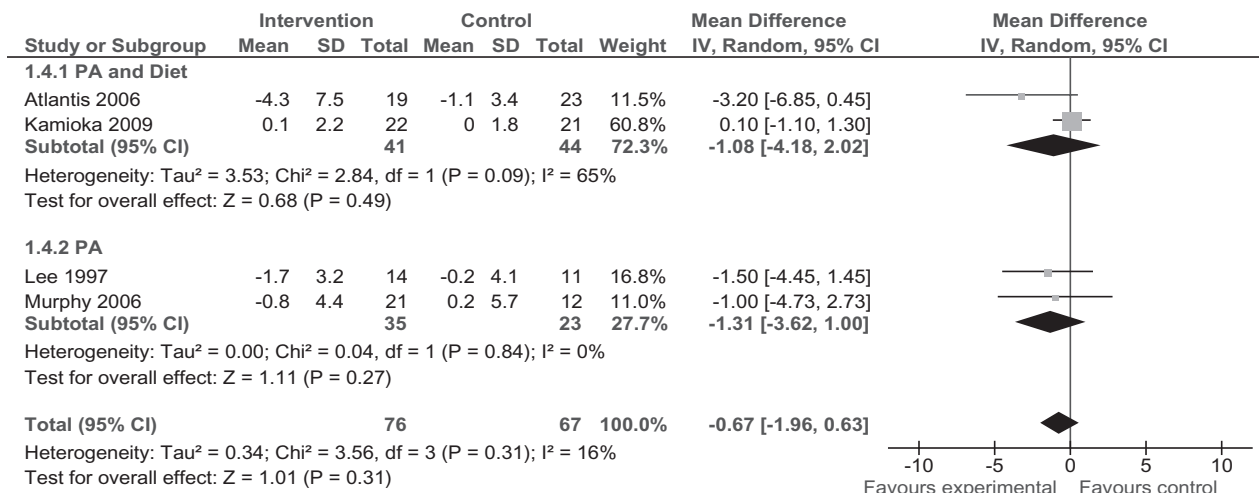 Intervention Control Mean Difference Mean Difference
Study or Subgroup Mean SD Total Mean SD Total Weight IV, Random, 95% CI IV, Random, 95% CI
1.4.1 PA and Diet
Atlantis 2006 -4.3 7.5 19 -1.1 3.4 23 11.5% -3.20 [-6.85, 0.45]
Kamioka 2009 0.1 2.2 22 0 1.8 21 60.8% 0.10 [-1.10, 1.30]
Subtotal (95% CI) 41 44 72.3% -1.08 [-4.18, 2.02]
Heterogeneity: Tau² = 3.53; Chi² = 2.84, df = 1 (P = 0.09); I² = 65%
Test for overall effect: Z = 0.68 (P = 0.49)
1.4.2 PA
Lee 1997 -1.7 3.2 14 -0.2 4.1 11 16.8% -1.50 [-4.45, 1.45]
Murphy 2006 -0.8 4.4 21 0.2 5.7 12 11.0% -1.00 [-4.73, 2.73]
Subtotal (95% CI) 35 23 27.7% -1.31 [-3.62, 1.00]
Heterogeneity: Tau² = 0.00; Chi² = 0.04, df = 1 (P = 0.84); I² = 0%
Test for overall effect: Z = 1.11 (P = 0.27)
Total (95% CI) 76 67 100.0% -0.67 [-1.96, 0.63]
Heterogeneity: Tau² = 0.34; Chi² = 3.56, df = 3 (P = 0.31); I² = 16%
Test for overall effect: Z = 1.01 (P = 0.31)
-10 -5 0 5 10
Favours experimental Favours control